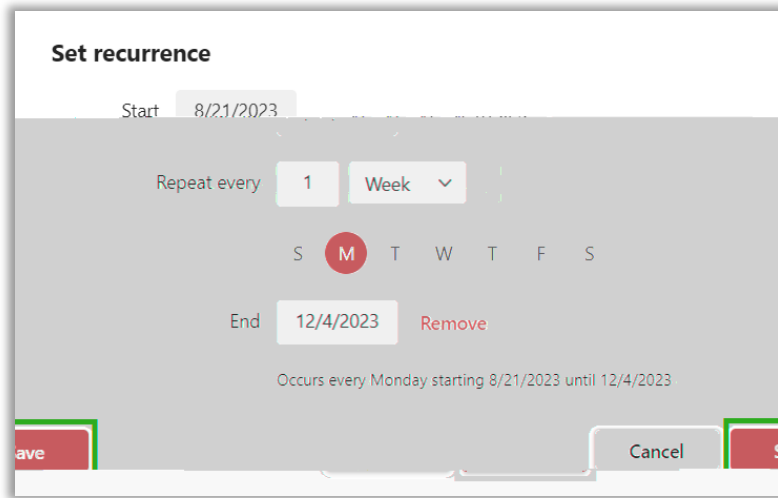 Set recurrence
Start 8/21/2023
Repeat every 1 Week
S M T W T F S
End 12/4/2023 Remove
Occurs every Monday starting 8/21/2023 until 12/4/2023
Cancel